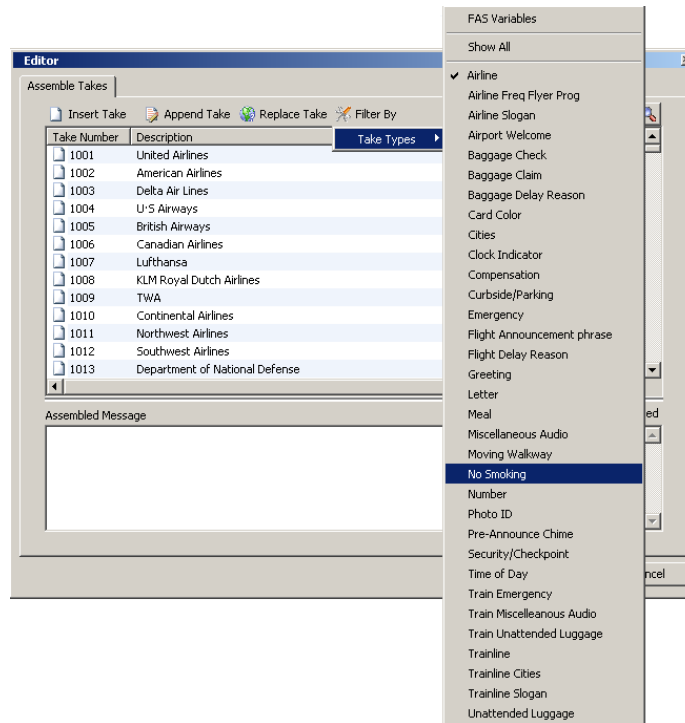 FAS Variables
Show All
Editor
Assemble Takes
Insert Take Append Take Replace Take Filter By
Take Types
Take Number Description
1001 United Airlines
1002 American Airlines
1003 Delta Air Lines
1004 U·S Airways
1005 British Airways
1006 Canadian Airlines
1007 Lufthansa
1008 KLM Royal Dutch Airlines
1009 TWA
1010 Continental Airlines
1011 Northwest Airlines
1012 Southwest Airlines
1013 Department of National Defense
Assembled Message
ed
ncel
Airline
Airline Freq Flyer Prog
Airline Slogan
Airport Welcome
Baggage Check
Baggage Claim
Baggage Delay Reason
Card Color
Cities
Clock Indicator
Compensation
Curbside/Parking
Emergency
Flight Announcement phrase
Flight Delay Reason
Greeting
Letter
Meal
Miscellaneous Audio
Moving Walkway
No Smoking
Number
Photo ID
Pre-Announce Chime
Security/Checkpoint
Time of Day
Train Emergency
Train Miscelleanous Audio
Train Unattended Luggage
Trainline
Trainline Cities
Trainline Slogan
Unattended Luggage